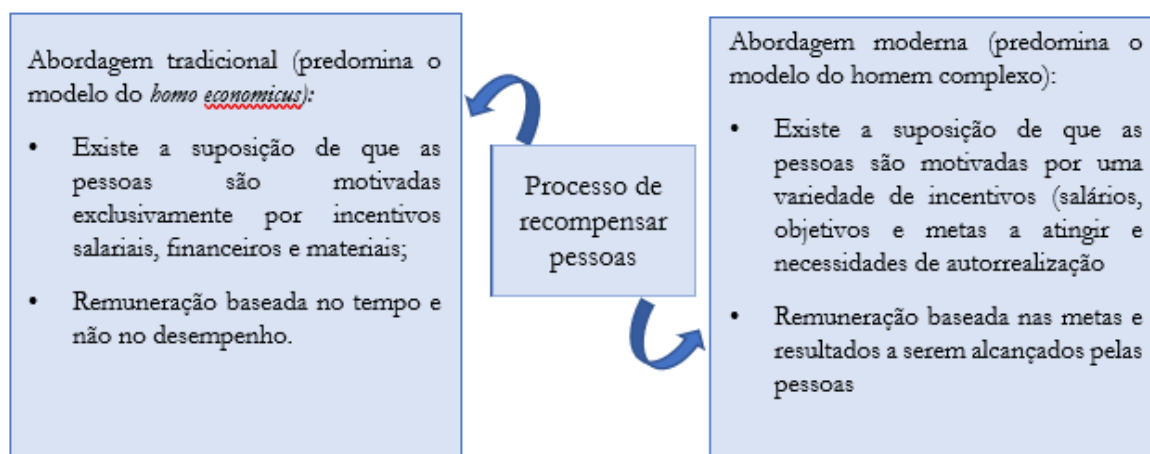 Abordagem tradicional (predomina o
modelo do homo economicus):
• Existe a suposição de que as
pessoas são motivadas
exclusivamente por incentivos
salariais, financeiros e materiais;
• Remuneração baseada no tempo e
não no desempenho.
Processo de
recompensar
pessoas
Abordagem moderna (predomina o
modelo do homem complexo):
• Existe a suposição de que as
pessoas são motivadas por uma
variedade de incentivos (salários,
objetivos e metas a atingir e
necessidades de autorrealização
• Remuneração baseada nas metas e
resultados a serem alcançados pelas
pessoas